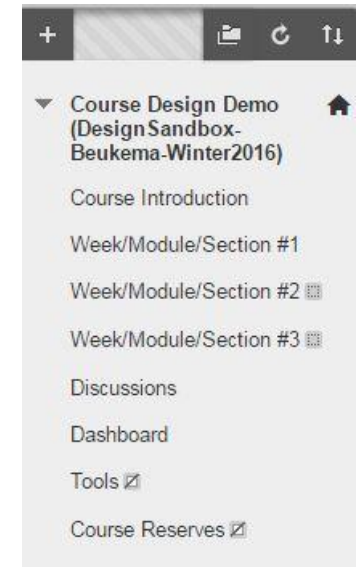 Course Design Demo
(DesignSandbox-
Beukema-Winter2016)
Course Introduction
Week/Module/Section #1
Week/Module/Section #2
Week/Module/Section #3
Discussions
Dashboard
Tools
Course Reserves